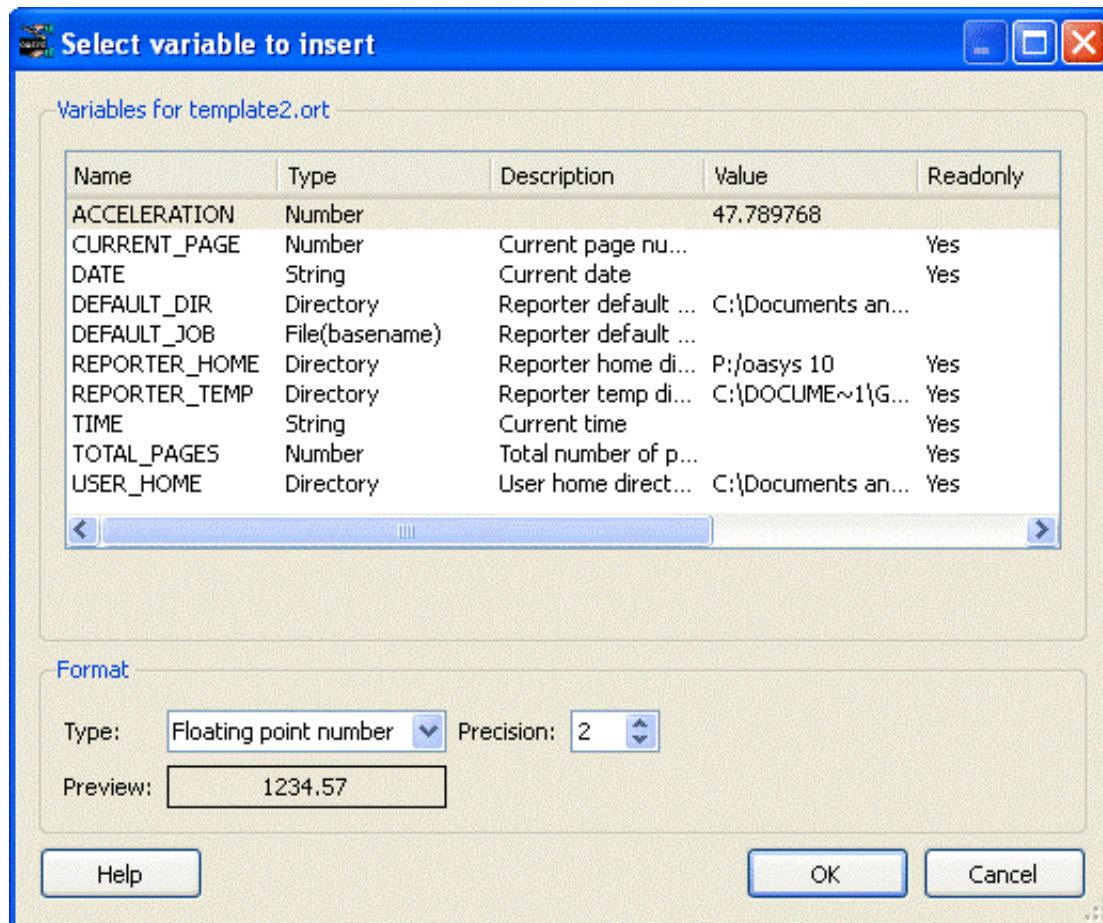 Select variable to insert
Variables for template2.ort
Name Type Description Value Readonly
ACCELERATION Number 47.789768
CURRENT_PAGE Number Current page nu... Yes
DATE String Current date Yes
DEFAULT_DIR Directory Reporter default ... C:\Documents an...
DEFAULT_JOB File(basename) Reporter default ...
REPORTER_HOME Directory Reporter home di... P:/oasys 10 Yes
REPORTER_TEMP Directory Reporter temp di... C:\DOCUME~1\G... Yes
TIME String Current time Yes
TOTAL_PAGES Number Total number of p... Yes
USER_HOME Directory User home direct... C:\Documents an... Yes
Format
Type: Floating point number Precision: 2
Preview: 1234.57
Help OK Cancel